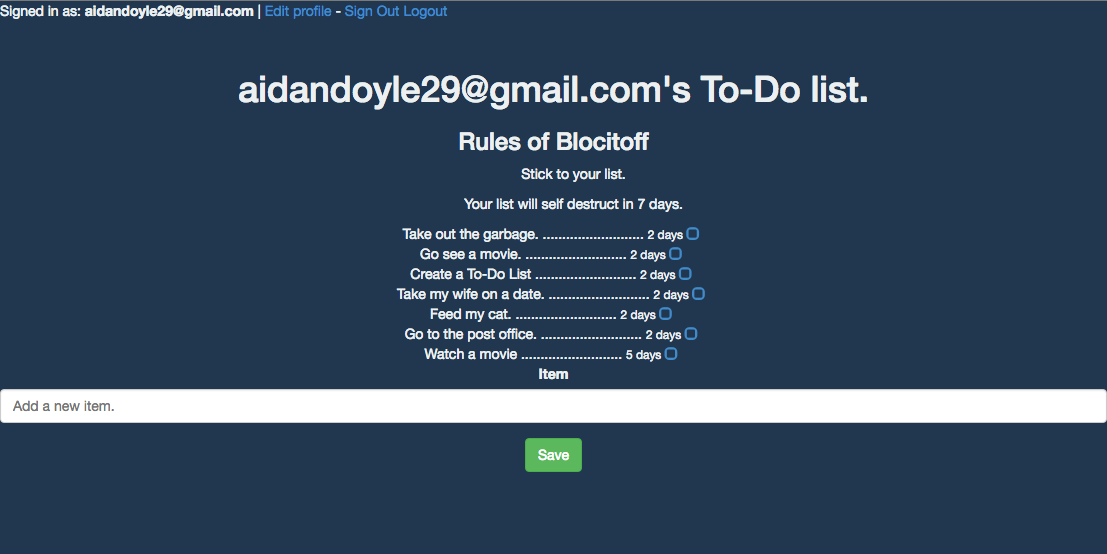 Signed in as: aidandoyle29@gmail.com | Edit profile - Sign Out Logout
aidandoyle29@gmail.com's To-Do list.
Rules of Blocitoff
Stick to your list.
Your list will self destruct in 7 days.
Take out the garbage. .......................... 2 days
Go see a movie. .......................... 2 days
Create a To-Do List .......................... 2 days
Take my wife on a date. .......................... 2 days
Feed my cat. .......................... 2 days
Go to the post office. .......................... 2 days
Watch a movie .......................... 5 days
Item
Add a new item.
Save